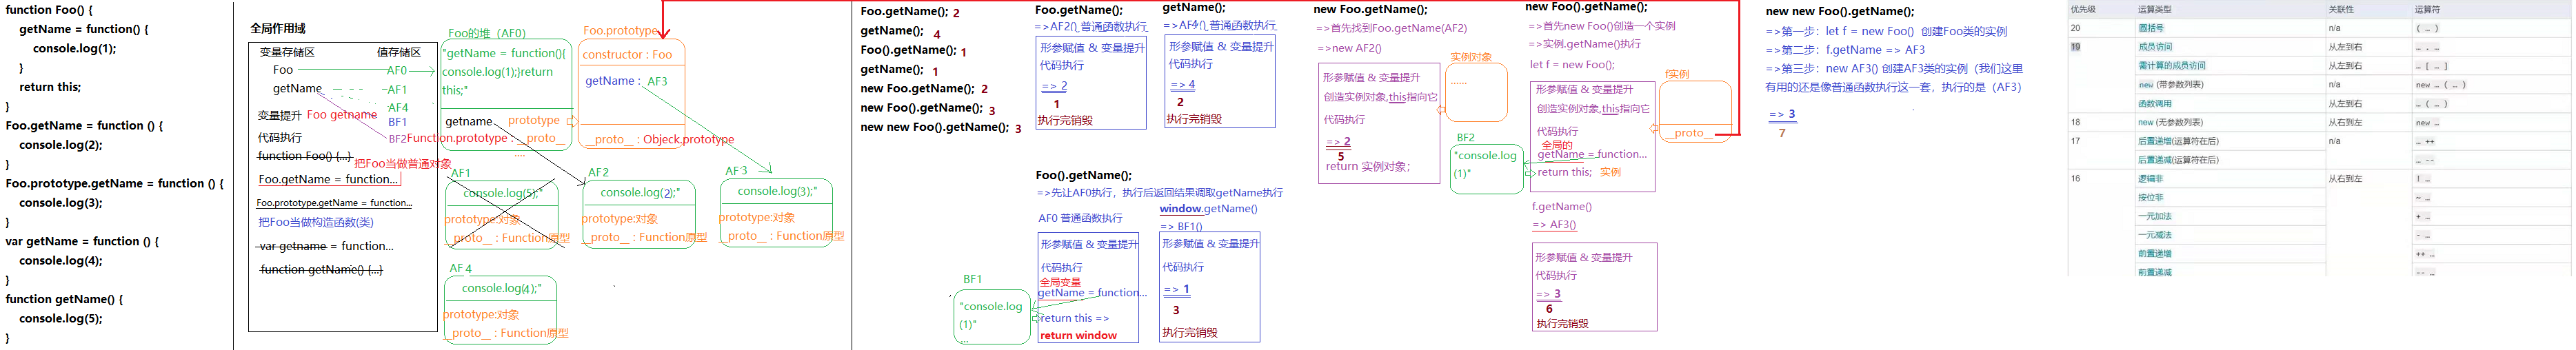 function Foo() {
getName = function() {
console.log(1);
}
return this;
}
Foo.getName = function () {
console.log(2);
}
Foo.prototype.getName = function () {
console.log(3);
}
var getName = function () {
console.log(4);
}
function getName() {
console.log(5);
}
全局作用域
变量存储区
值存储区
Foo
AF0
getName
AF1
AF4
变量提升 Foo getname
BF1
代码执行
BF2
function Foo() {...}
把Foo当做普通对象
Foo.getName = function...
Foo.prototype.getName = function...
把Foo当做构造函数(类)
var getname = function...
function getName() {...}
Foo的堆（AF0）
"getName = function(){
console.log(1);}return
this;"
getname
prototype
Function.prototype : __proto__
....
Foo.prototype
constructor : Foo
getName : AF3
__proto__ : Objeck.prototype
AF1
console.log(5);"
prototype:对象
__proto__ : Function原型
AF2
console.log(2);"
prototype:对象
__proto__ : Function原型
AF3
console.log(3);"
prototype:对象
__proto__ : Function原型
AF4
console.log(4);"
prototype:对象
__proto__ : Function原型
Foo.getName(); 2
getName(); 4
Foo().getName(); 1
getName(); 1
new Foo.getName(); 2
new Foo().getName(); 3
new new Foo().getName(); 3
Foo.getName();
=>AF2() 普通函数执行
形参赋值 & 变量提升
代码执行
=> 2
1
执行完销毁
getName();
=>AF4() 普通函数执行
形参赋值 & 变量提升
代码执行
=> 4
2
执行完销毁
Foo().getName();
=>先让AF0执行，执行后返回结果调取getName执行
AF0 普通函数执行
形参赋值 & 变量提升
代码执行
全局变量
getName = function...
return this =>
return window
BF1
"console.log
(1)"
...
window.getName()
=> BF1()
形参赋值 & 变量提升
代码执行
=> 1
3
执行完销毁
new Foo.getName();
=>首先找到Foo.getName(AF2)
=>new AF2()
形参赋值 & 变量提升
创造实例对象,this指向它
代码执行
=> 2
5
return 实例对象;
实例对象
......
new Foo().getName();
=>首先new Foo()创造一个实例
=>实例.getName()执行
let f = new Foo();
形参赋值 & 变量提升
创造实例对象,this指向它
代码执行
全局的
getName = function...
return this; 实例
BF2
"console.log
(1)"
f实例
__proto__
f.getName()
=> AF3()
形参赋值 & 变量提升
代码执行
=> 3
6
执行完销毁
new new Foo().getName();
=>第一步：let f = new Foo() 创建Foo类的实例
=>第二步：f.getName => AF3
=>第三步：new AF3() 创建AF3类的实例（我们这里
有用的还是像普通函数执行这一套，执行的是（AF3）
=> 3
7
优先级 运算类型 关联性 运算符
20 圆括号 n/a ( … )
19 成员访问 从左到右 … . …
需计算的成员访问 从左到右 … [ … ]
new (带参数列表) n/a new … ( … )
函数调用 从左到右 … ( … )
18 new (无参数列表) 从右到左 new …
17 后置递增(运算符在后) n/a … ++
后置递减(运算符在后) … --
16 逻辑非 从右到左 ! …
按位非 ~ …
一元加法 + …
一元减法 - …
前置递增 ++ …
前置递减 -- …